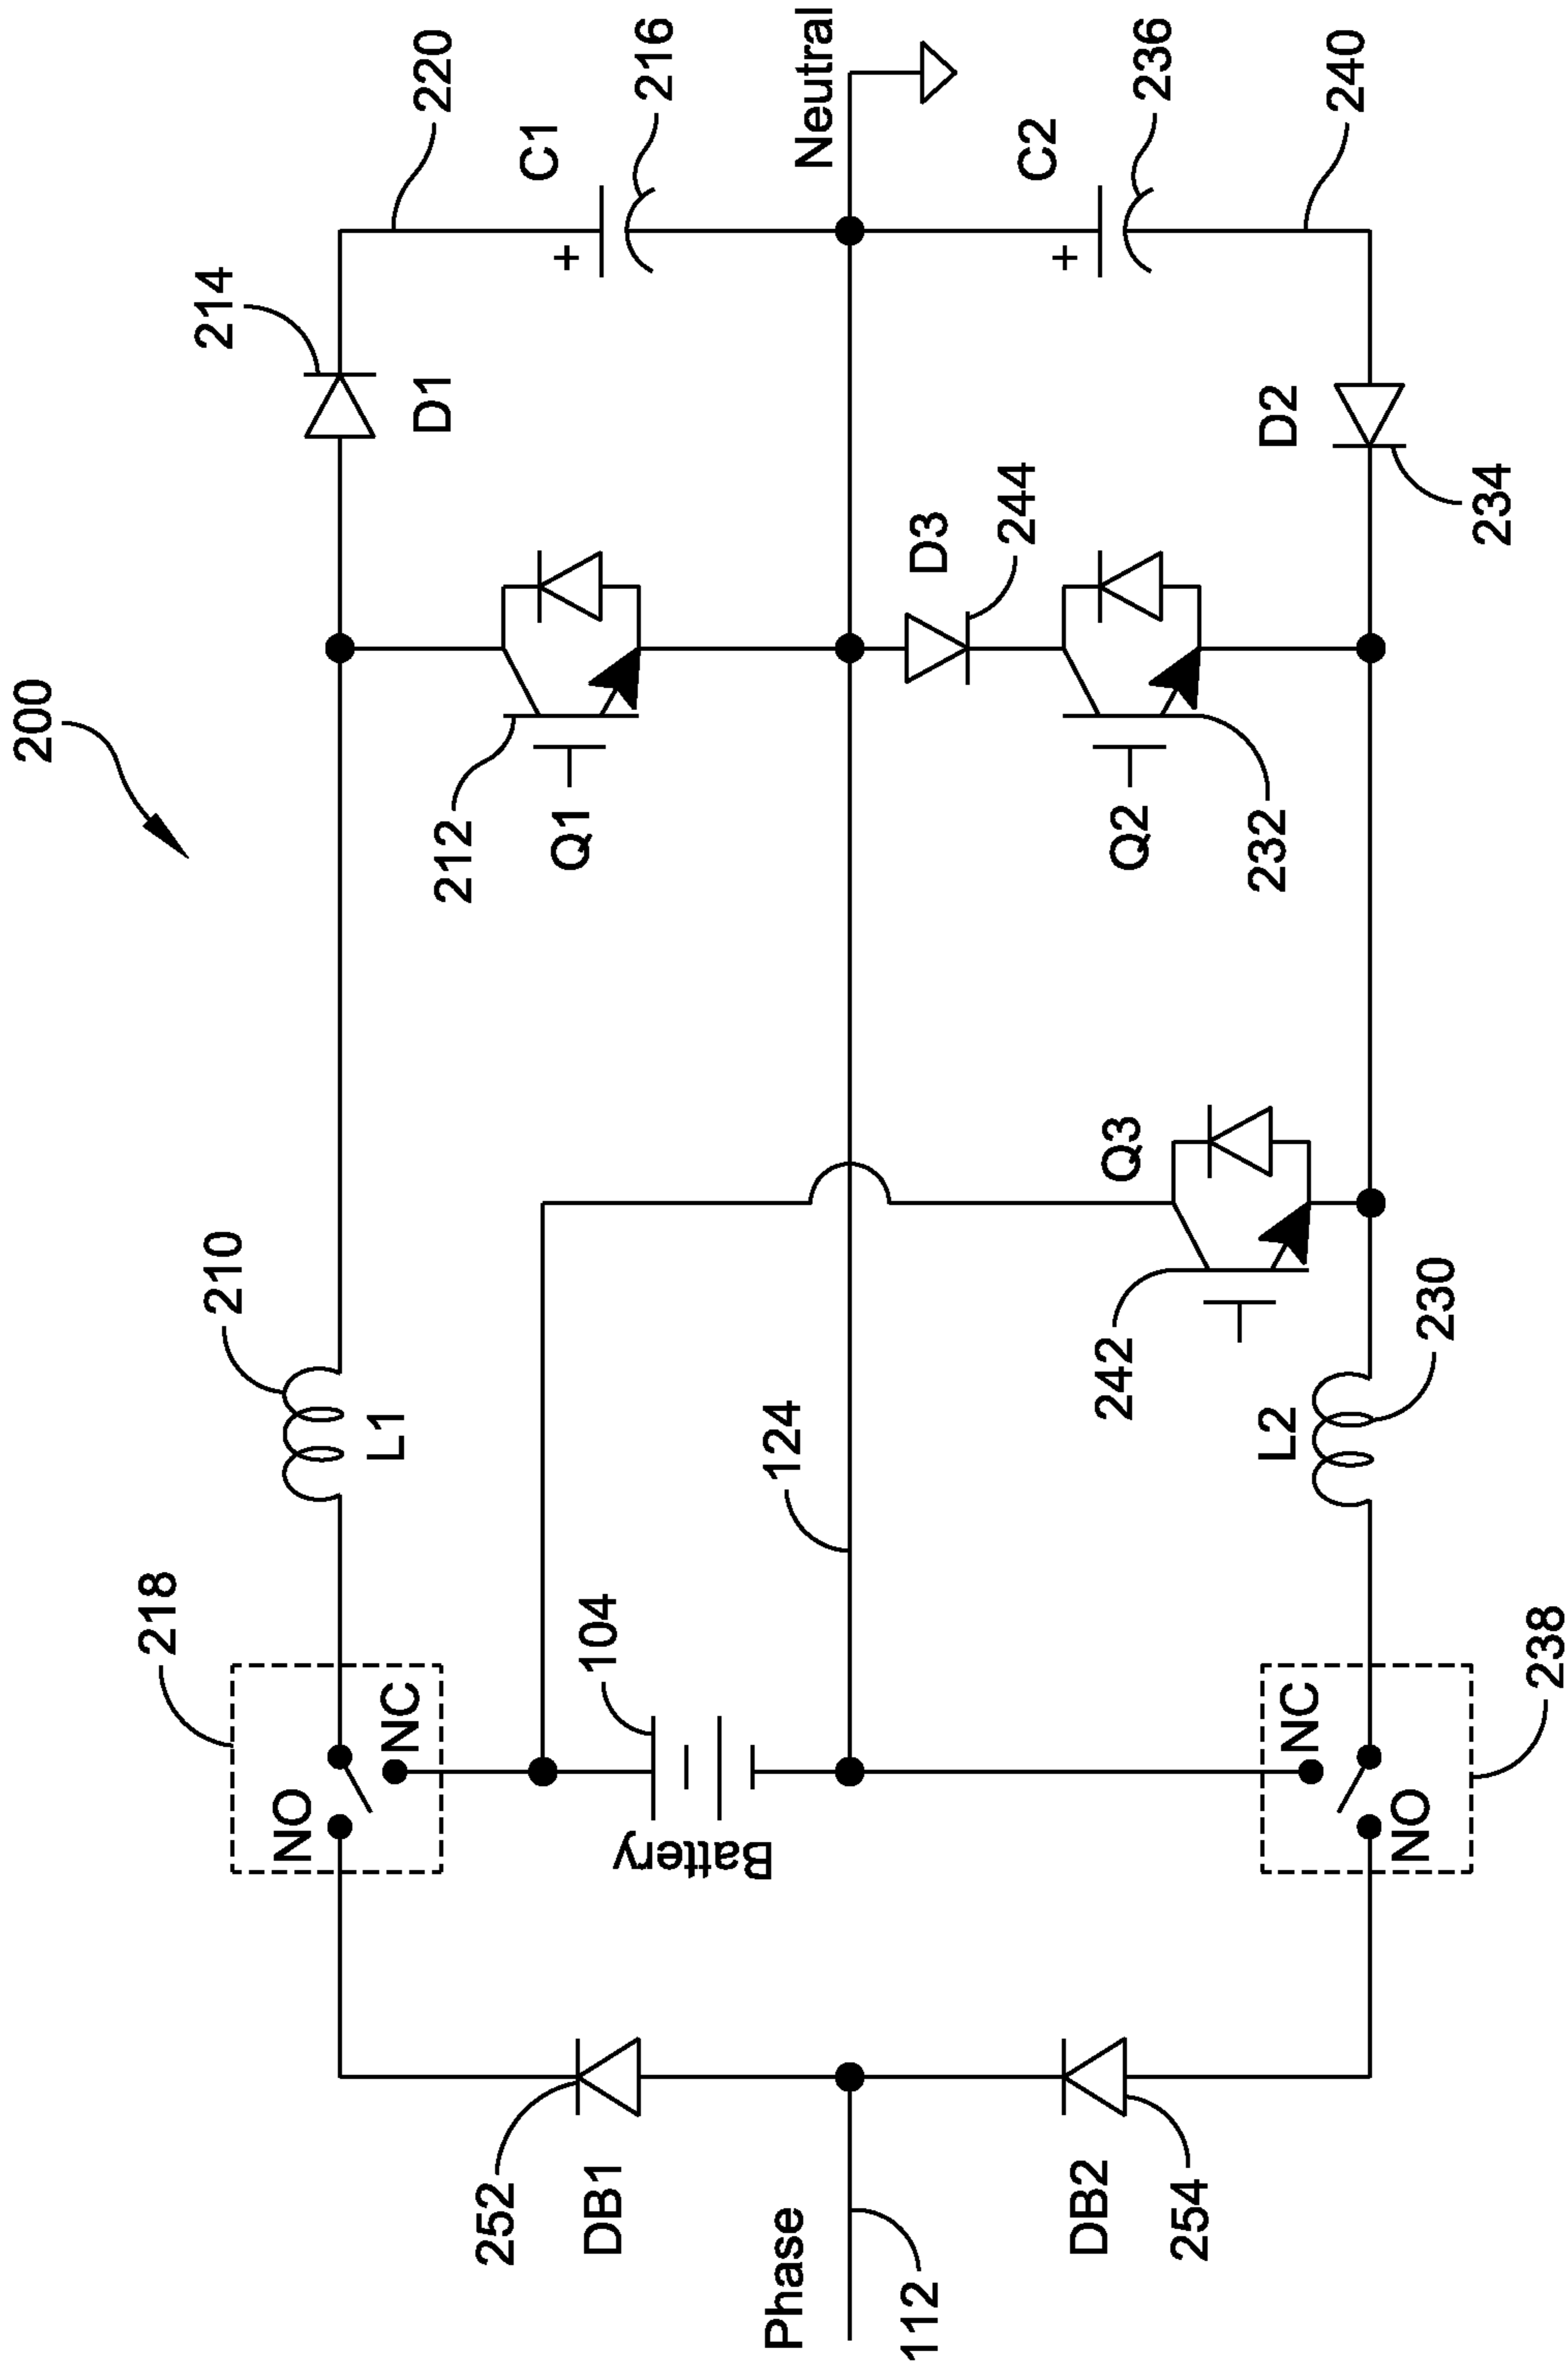 200
218
210
214
220
NO
NC
L1
D1
C1
216
212
Q1
252
DB1
Battery
104
124
Neutral
Phase
112
D3
244
C2
236
Q3
242
Q2
232
DB2
254
NC
NO
L2
230
D2
234
240
238
+
+